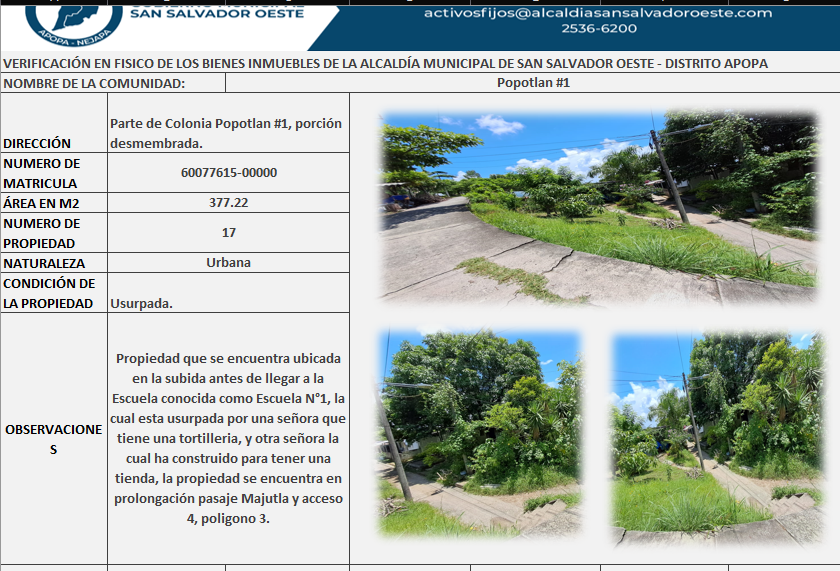 SAN SALVADOR OESTE
APOPA - NEJAPA
activosfijos@alcaldiasansalvadoroeste.com
2536-6200
VERIFICACIÓN EN FISICO DE LOS BIENES INMUEBLES DE LA ALCALDÍA MUNICIPAL DE SAN SALVADOR OESTE - DISTRITO APOPA
NOMBRE DE LA COMUNIDAD: Popotlan #1
DIRECCIÓN
Parte de Colonia Popotlan #1, porción
desmembrada.
NUMERO DE
MATRICULA
60077615-00000
ÁREA EN M2
377.22
NUMERO DE
PROPIEDAD
17
NATURALEZA
Urbana
CONDICIÓN DE
LA PROPIEDAD
Usurpada.
OBSERVACIONE
S
Propiedad que se encuentra ubicada
en la subida antes de llegar a la
Escuela conocida como Escuela N°1, la
cual esta usurpada por una señora que
tiene una tortilleria, y otra señora la
cual ha construido para tener una
tienda, la propiedad se encuentra en
prolongación pasaje Majutla y acceso
4, poligono 3.